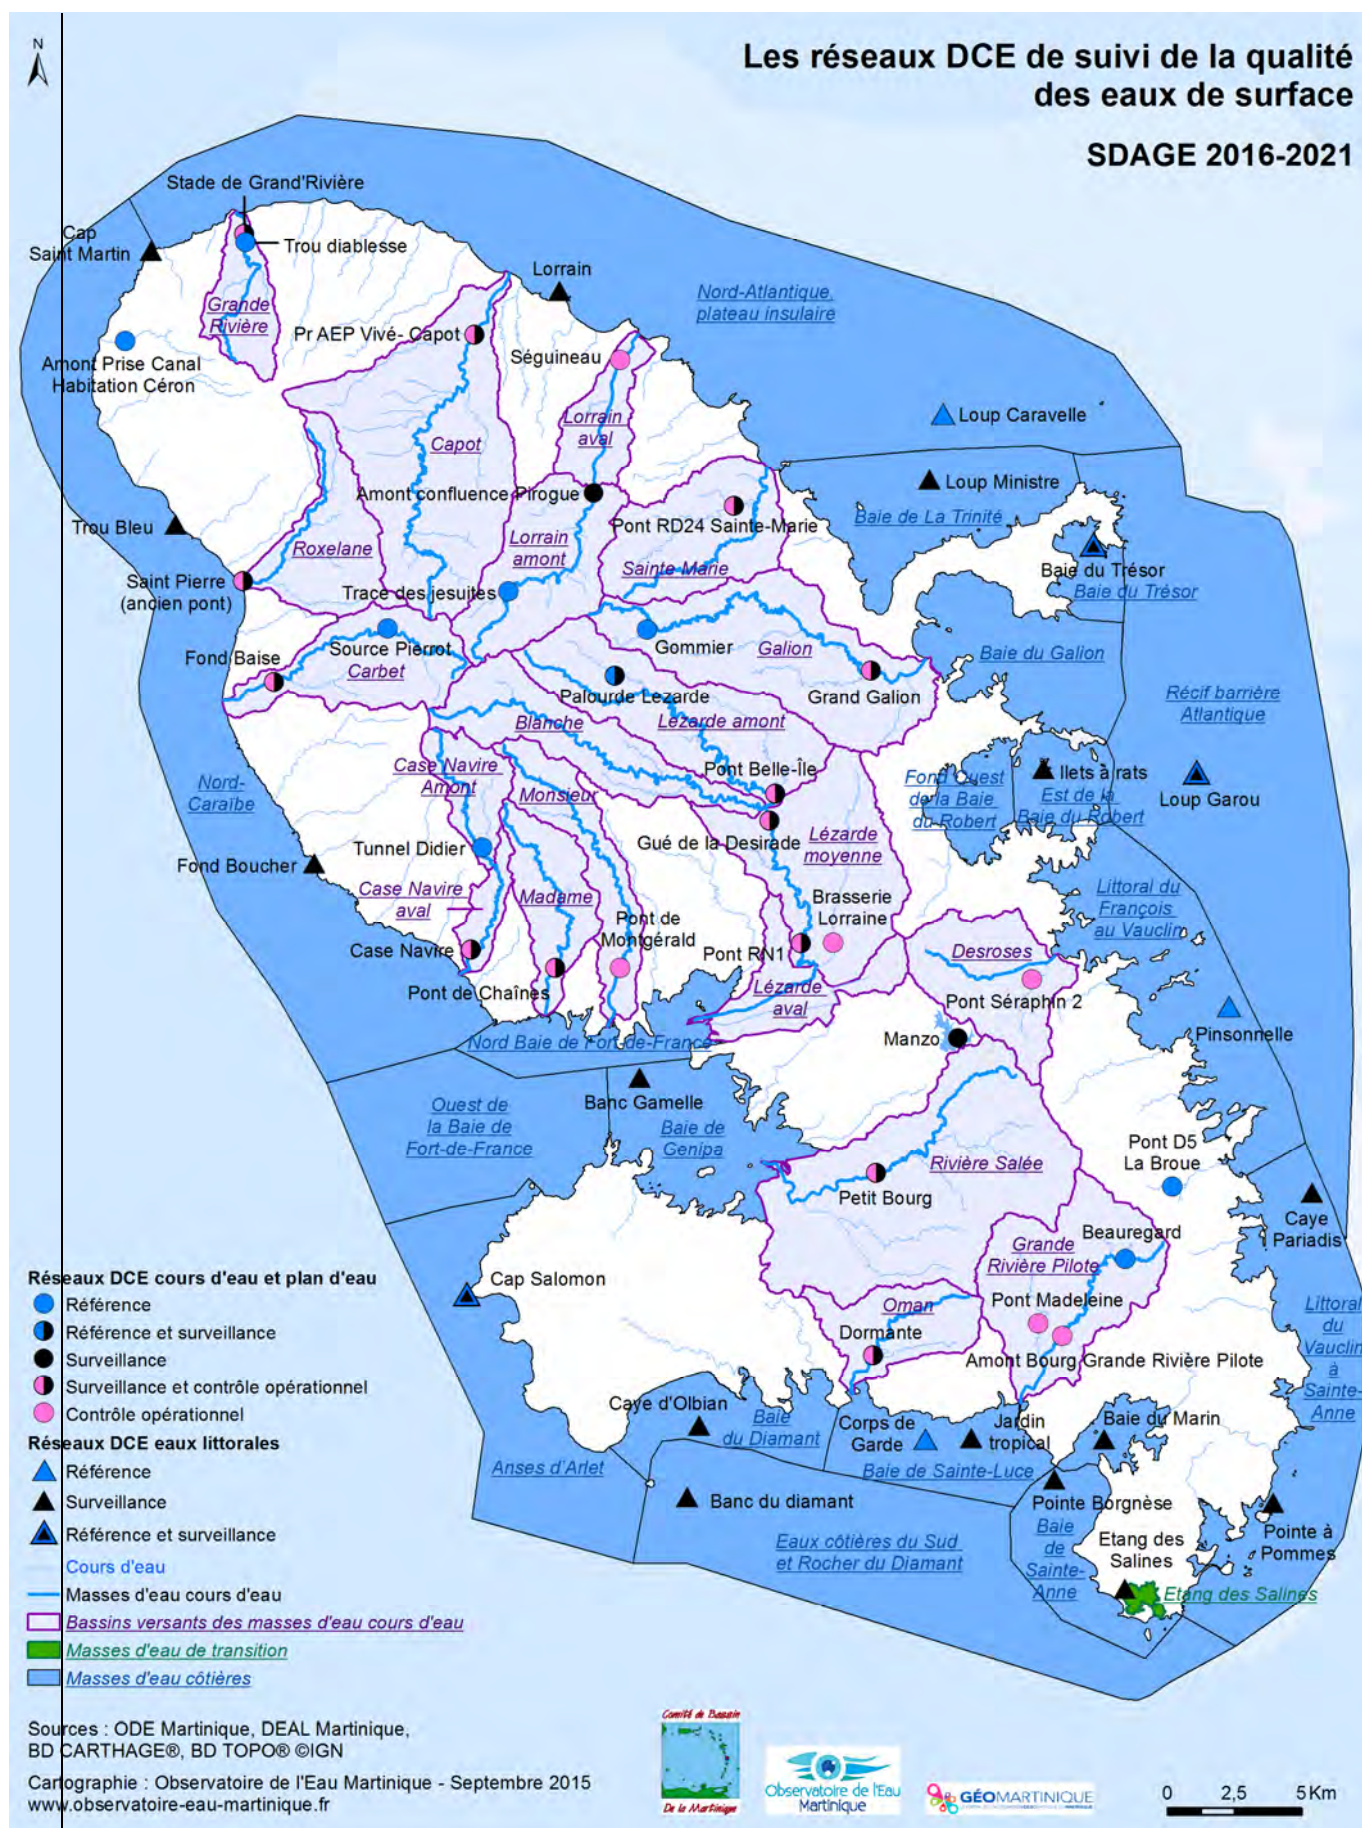 N
Les réseaux DCE de suivi de la qualité
des eaux de surface
SDAGE 2016-2021
Stade de Grand'Rivière
Cap
Saint Martin
Trou diablesse
Lorrain
Nord-Atlantique,
plateau insulaire
Grande
Rivière
Pr AEP Vivé- Capot
Séguineau
Amont Prise Canal
Habitation Céron
Loup Caravelle
Lorrain
aval
Capot
Loup Ministre
Amont confluence Pirogue
Baie de La Trinité
Trou Bleu
Pont RD24 Sainte-Marie
Roxelane
Lorrain
amont
Sainte Marie
Baie du Trésor
Baie du Trésor
Saint Pierre
(ancien pont)
Trace des jesuites
Source Pierrot
Gommier
Galion
Baie du Galion
Fond Baise
Carbet
Palourde Lezarde
Grand Galion
Récif barrière
Atlantique
Blanche
Lézarde amont
Case Navire
Amont
Pont Belle-Île
Nord-
Caraïbe
Monsieur
Fond Ouest
de la Baie
du Robert
Ilets à rats
Est de la
Baie du Robert
Loup Garou
Gué de la Desirade
Lézarde
moyenne
Tunnel Didier
Fond Boucher
Case Navire
aval
Madame
Brasserie
Lorraine
Littoral du
François
au Vauclin
Pont de
Montgérald
Case Navire
Pont RN1
Desroses
Pont de Chaînes
Lézarde
aval
Pont Séraphin 2
Nord Baie de Fort-de-France
Manzo
Pinsonnelle
Ouest de
la Baie de
Fort-de-France
Banc Gamelle
Baie de
Genipa
Pont D5
La Broue
Rivière Salée
Petit Bourg
Caye
Pariadis
Beauregard
Grande
Rivière Pilote
Cap Salomon
Oman
Pont Madeleine
Littoral
du
Vauclin
à
Sainte-
Anne
Dormante
Amont Bourg Grande Rivière Pilote
Caye d'Olbian
Baie
du Diamant
Corps de
Garde
Jardin
tropical
Baie du Marin
Anses d'Arlet
Baie de Sainte-Luce
Banc du diamant
Pointe Borgnèse
Eaux côtières du Sud
et Rocher du Diamant
Baie
de
Sainte-
Anne
Etang des
Salines
Pointe à
Pommes
Etang des Salines
Réseaux DCE cours d'eau et plan d'eau
Référence
Référence et surveillance
Surveillance
Surveillance et contrôle opérationnel
Contrôle opérationnel
Réseaux DCE eaux littorales
Référence
Surveillance
Référence et surveillance
Cours d'eau
Masses d'eau cours d'eau
Bassins versants des masses d'eau cours d'eau
Masses d'eau de transition
Masses d'eau côtières
Sources : ODE Martinique, DEAL Martinique,
BD CARTHAGE®, BD TOPO® ©IGN
Cartographie : Observatoire de l'Eau Martinique - Septembre 2015
www.observatoire-eau-martinique.fr
Comité de Bassin
De la Martinique
Observatoire de l'Eau
Martinique
GÉOMARTINIQUE
0 2,5 5 Km